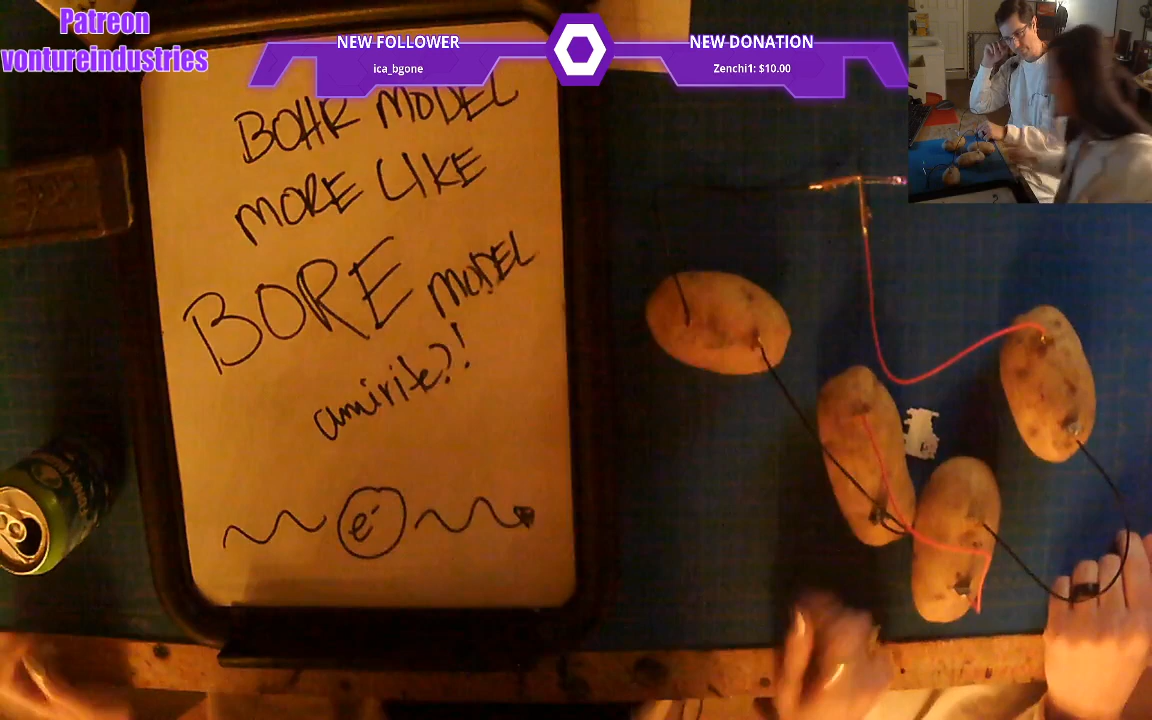 Patreon
vontureindustries
NEW FOLLOWER
ica_bgone
NEW DONATION
Zenchi1: $10.00
BOHR MODEL
MORE LIKE
BORE MODEL
amirite?!
e-